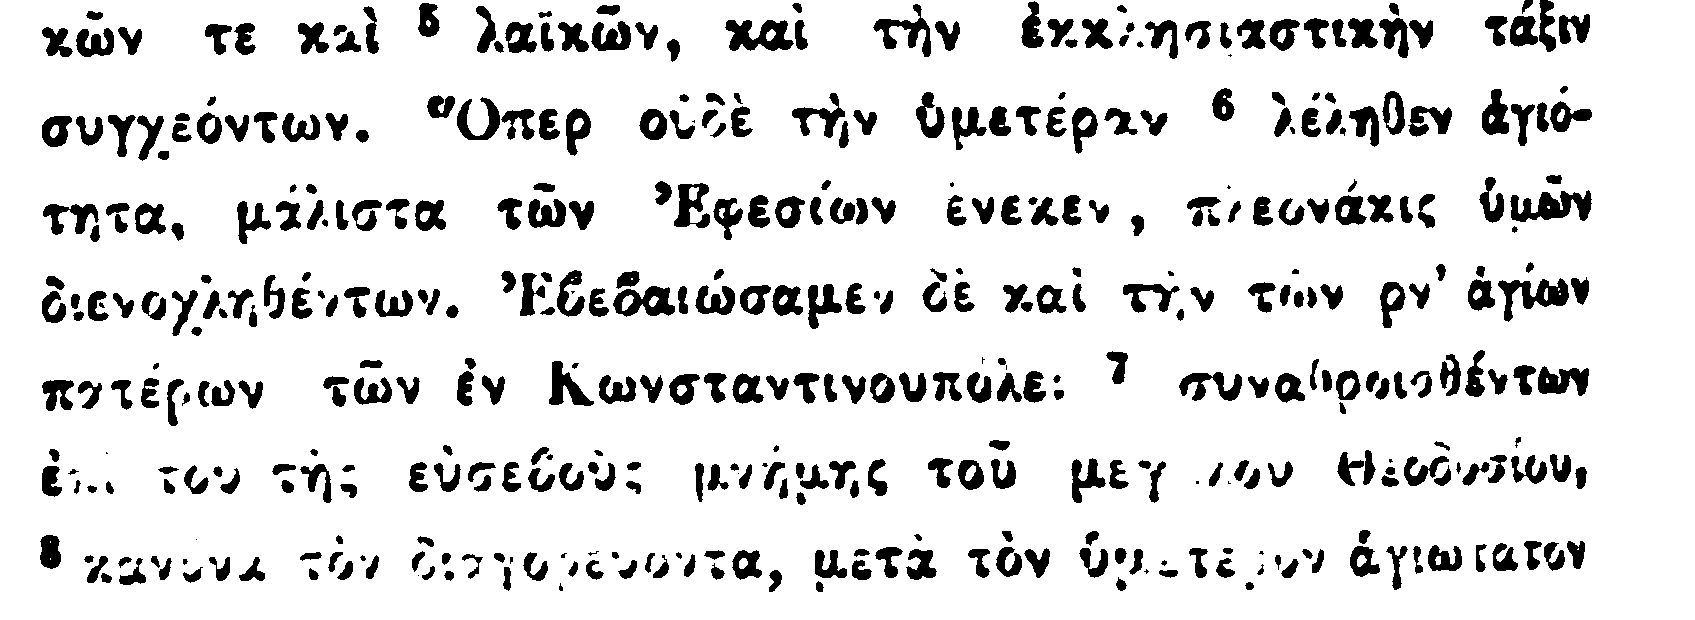 κῶν τε καὶ 5 λαϊκῶν, καὶ τὴν ἐκκλησιαστικὴν τάξιν
συγχεόντων. Ὅπερ οὐδὲ τὴν ὑμετέραν 6 λέληθεν ἁγιό-
τητα, μάλιστα τῶν Ἐφεσίων ἕνεκεν, πλεονάκις ὑμῶν
διενοχληθέντων. Ἐϐεϐαιώσαμεν δὲ καὶ τὴν τῶν ρν' ἁγίων
πατέρων τῶν ἐν Κωνσταντινουπόλει 7 συναθροισθέντων
ἐπὶ τοῦ τῆς εὐσεϐοῦς μνήμης τοῦ μεγάλου Θεοδοσίου,
8 κανόνα τὸν διαγορεύοντα, μετὰ τὸν ὑμέτερον ἁγιώτατον